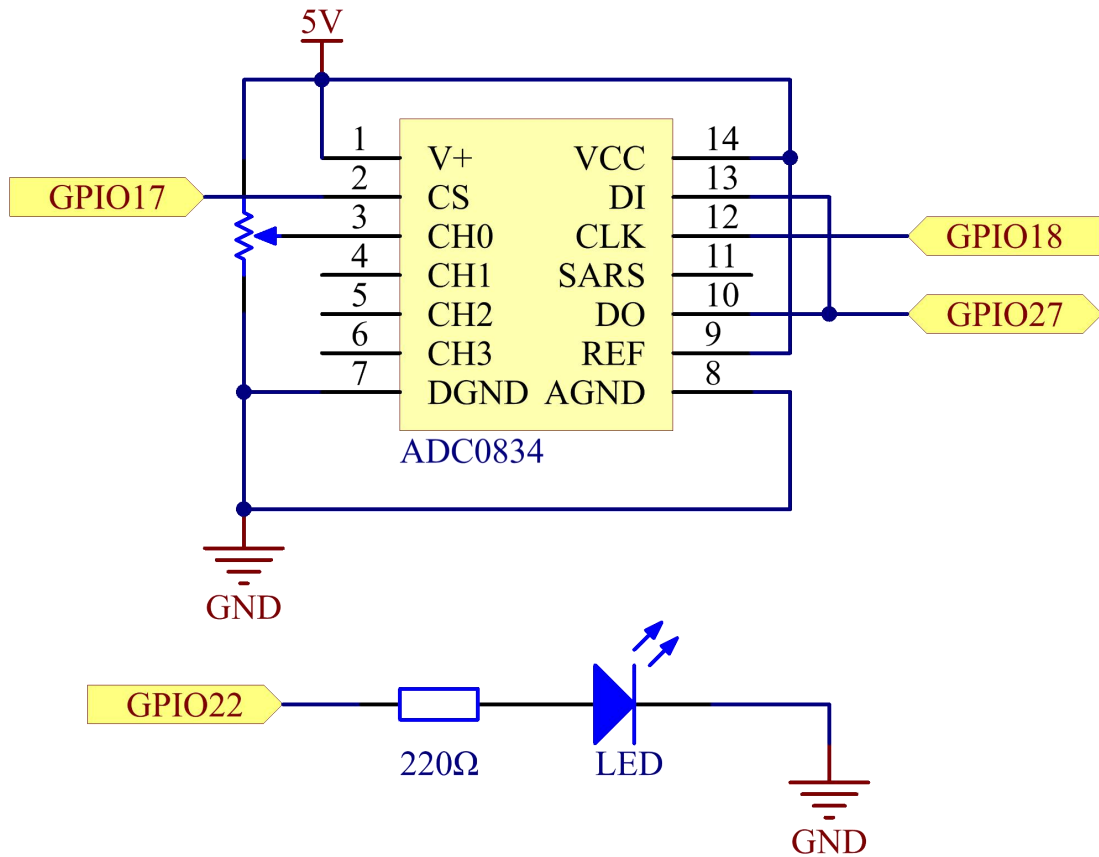 5V
1 V+ VCC 14
GPIO17 2 CS DI 13
3 CH0 CLK 12 GPIO18
4 CH1 SARS 11
5 CH2 DO 10 GPIO27
6 CH3 REF 9
7 DGND AGND 8
ADC0834
GND
GPIO22
220Ω LED
GND